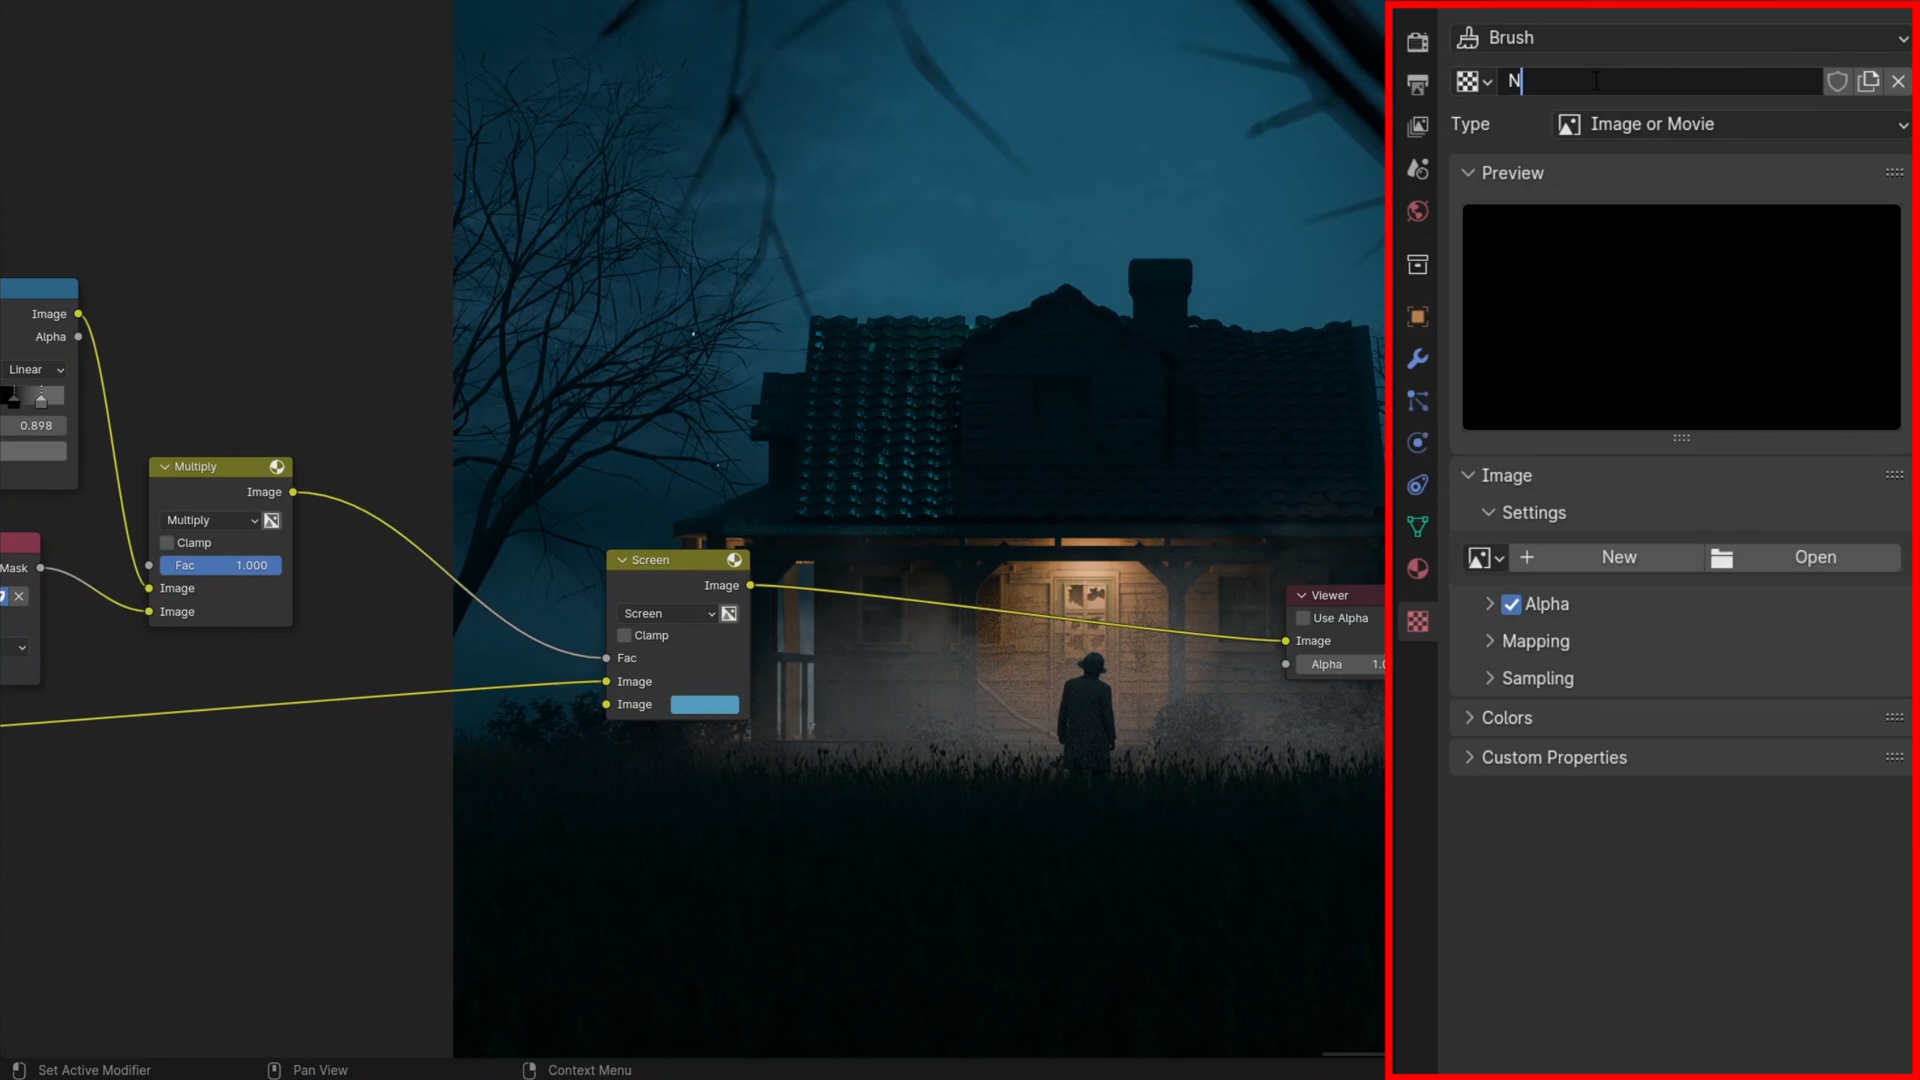 Image
Alpha
Linear
0.898
Mask
Multiply
Image
Multiply
Clamp
Fac 1.000
Image
Image
Screen
Image
Screen
Clamp
Fac
Image
Image
Viewer
Use Alpha
Image
Alpha
Brush
N
Type Image or Movie
Preview
Image
Settings
New Open
Alpha
Mapping
Sampling
Colors
Custom Properties
Set Active Modifier Pan View Context Menu